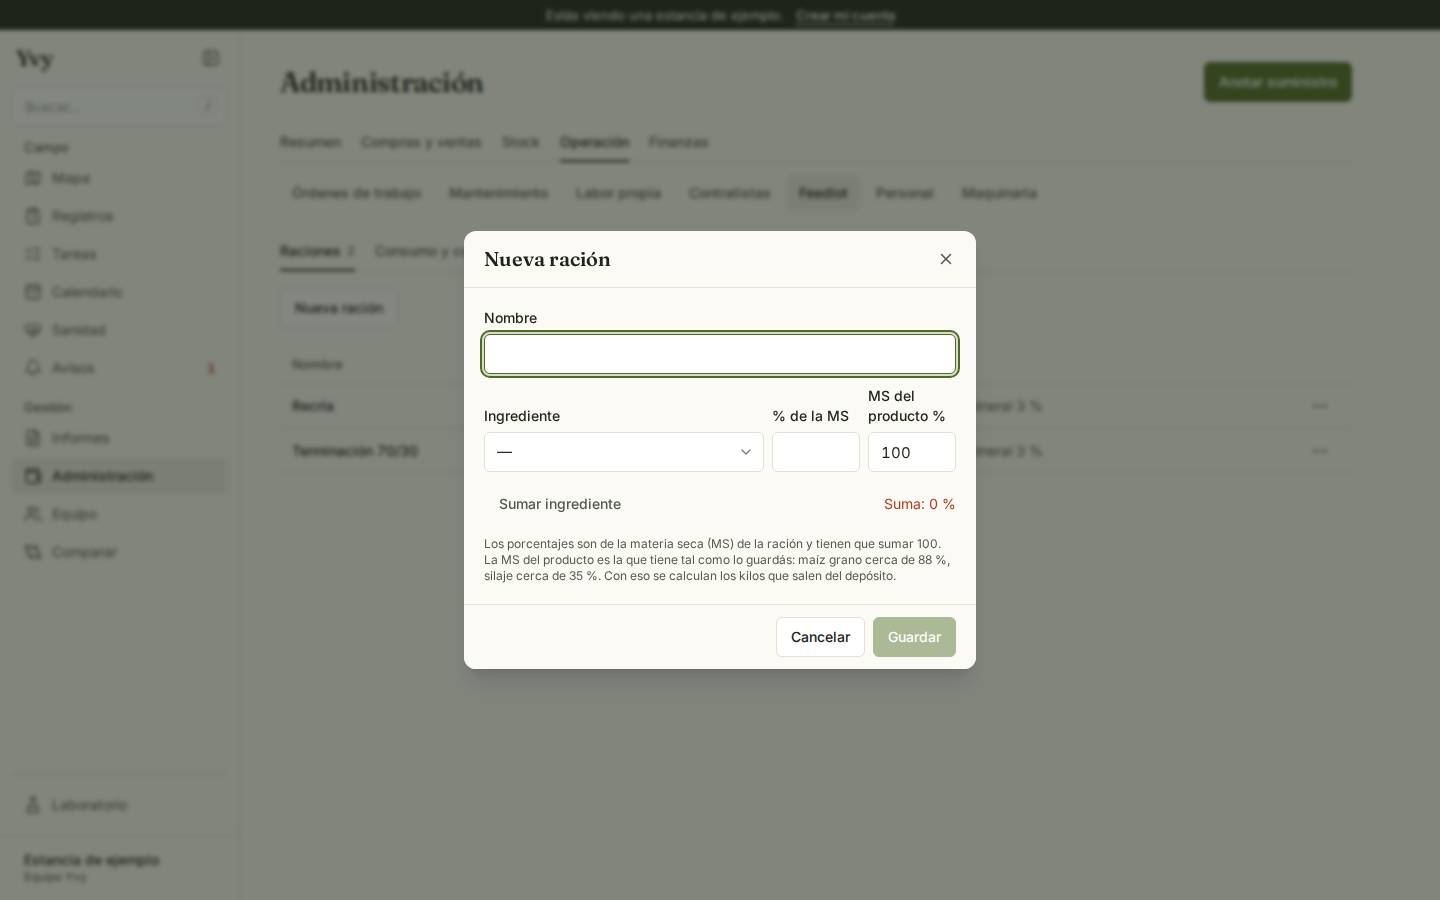 Estás viendo una estancia de ejemplo. Crear mi cuenta
Yvy
Buscar... /
Campo
Mapa
Registros
Tareas
Calendario
Sanidad
Avisos 1
Gestión
Informes
Administración
Equipo
Comparar
Laboratorio
Estancia de ejemplo
Equipo Yvy
Administración
Anotar suministro
Resumen Compras y ventas Stock Operación Finanzas
Órdenes de trabajo Mantenimiento Labor propia Contratistas Feedlot Personal Maquinaria
Raciones 2 Consumo y
Nueva ración
Nombre
Recría 3 %
Terminación 70/30 3 %
Nueva ración
Nombre
Ingrediente
% de la MS
MS del
producto %
—
100
Sumar ingrediente
Suma: 0 %
Los porcentajes son de la materia seca (MS) de la ración y tienen que sumar 100.
La MS del producto es la que tiene tal como lo guardás: maíz grano cerca de 88 %,
silaje cerca de 35 %. Con eso se calculan los kilos que salen del depósito.
Cancelar
Guardar